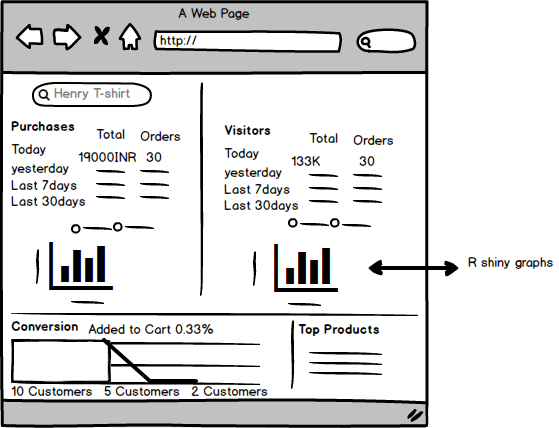 A Web Page
http://
Henry T-shirt
Purchases
Total Orders
Today 19000INR 30
yesterday
Last 7days
Last 30days
Visitors
Total Orders
Today 133K 30
yesterday
Last 7days
Last 30days
R shiny graphs
Conversion Added to Cart 0.33%
10 Customers 5 Customers 2 Customers
Top Products